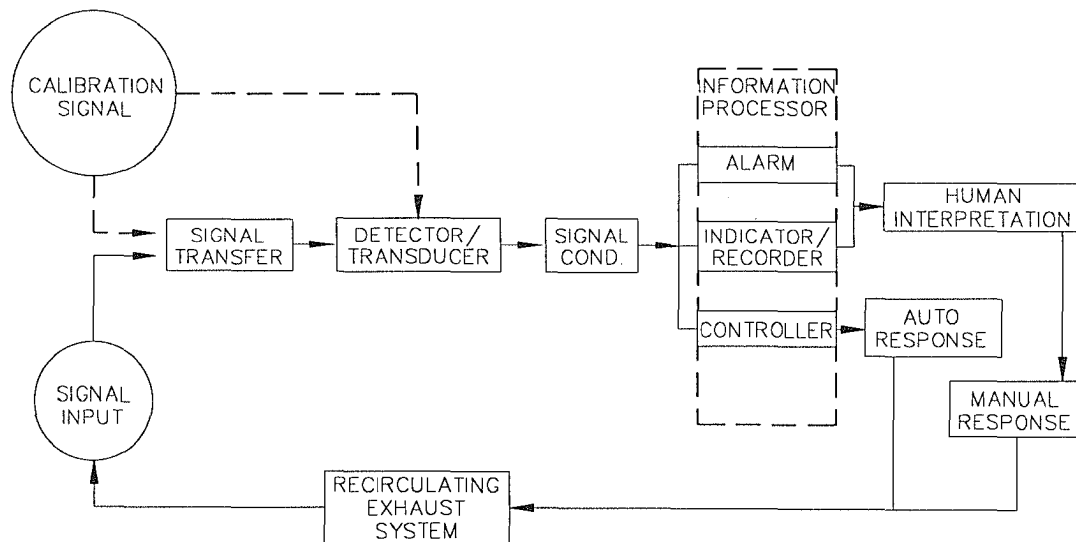 CALIBRATION
SIGNAL
INFORMATION
PROCESSOR
ALARM
HUMAN
INTERPRETATION
SIGNAL
TRANSFER
DETECTOR/
TRANSDUCER
SIGNAL
COND.
INDICATOR/
RECORDER
CONTROLLER
AUTO
RESPONSE
SIGNAL
INPUT
MANUAL
RESPONSE
RECIRCULATING
EXHAUST
SYSTEM